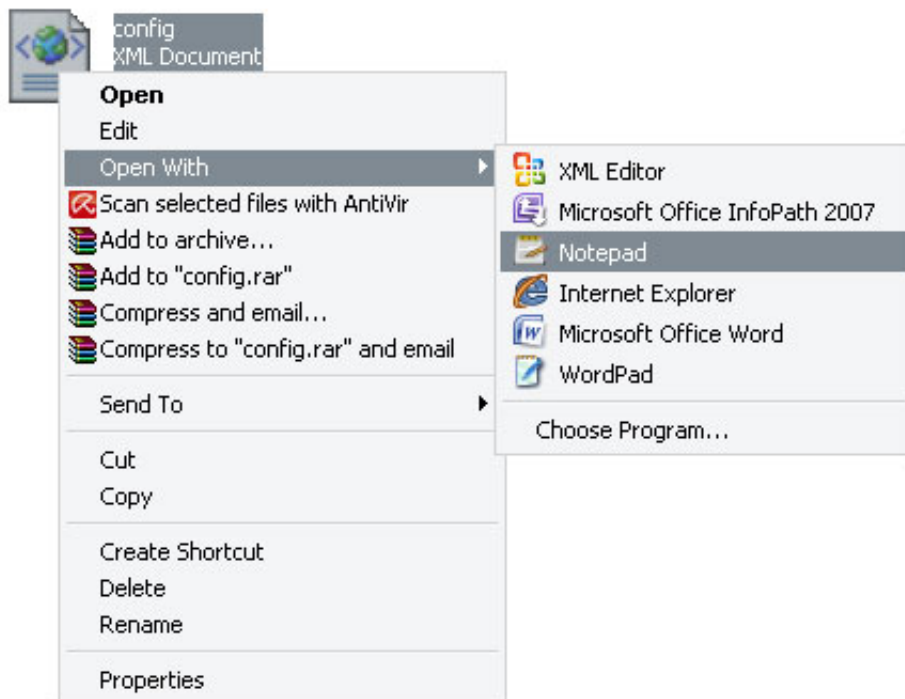 config
XML Document
Open
Edit
Open With
Scan selected files with AntiVir
Add to archive...
Add to "config.rar"
Compress and email...
Compress to "config.rar" and email
Send To
Cut
Copy
Create Shortcut
Delete
Rename
Properties
XML Editor
Microsoft Office InfoPath 2007
Notepad
Internet Explorer
Microsoft Office Word
WordPad
Choose Program...